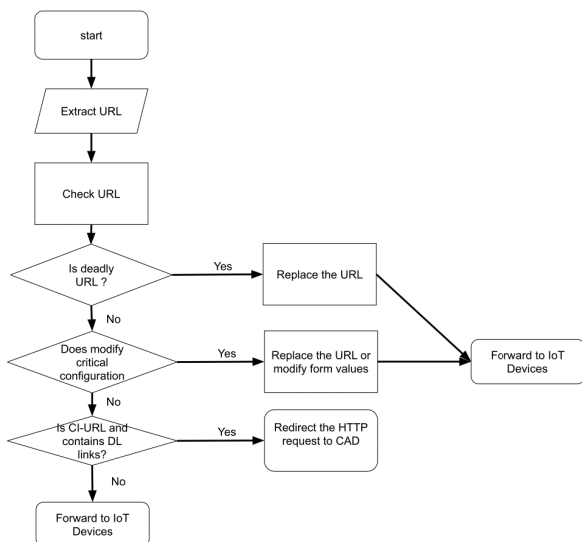 start
Extract URL
Check URL
Is deadly
URL ?
Yes
Replace the URL
No
Does modify
critical
configuration
Yes
Replace the URL or
modify form values
Forward to IoT
Devices
No
Is CI-URL and
contains DL
links?
Yes
Redirect the HTTP
request to CAD
No
Forward to IoT
Devices